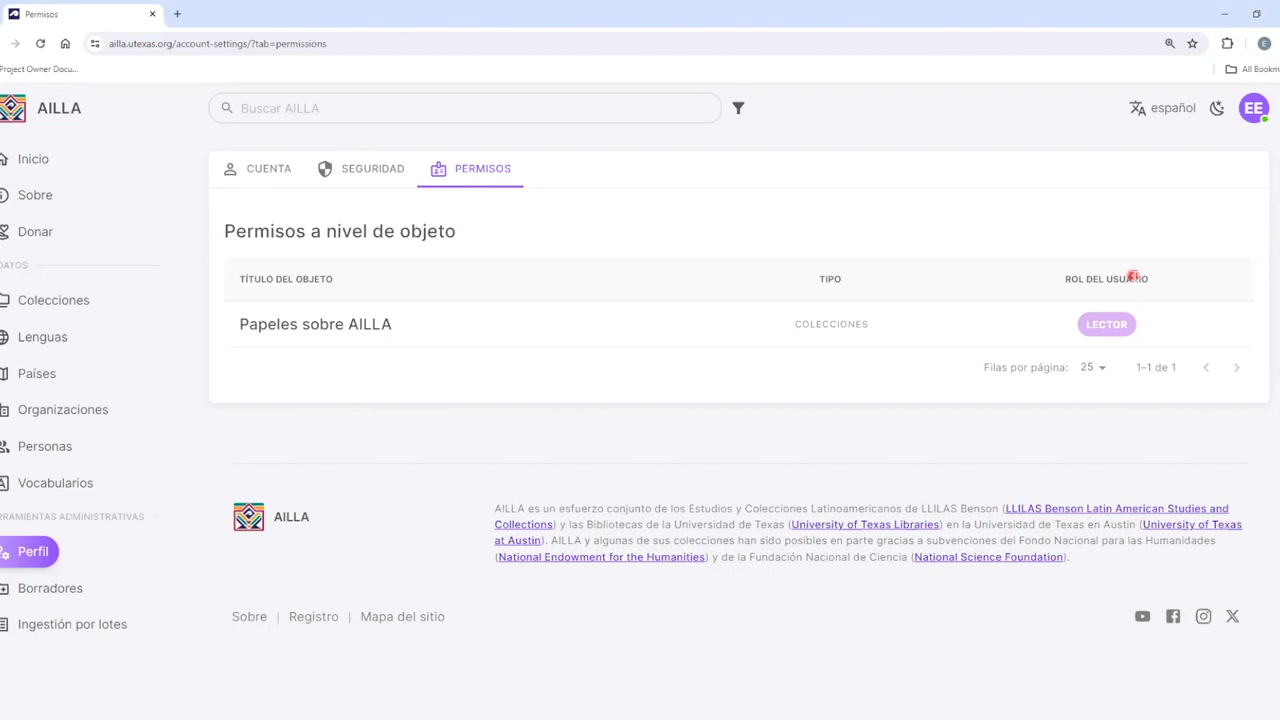 Permisos
ailla.utexas.org/account-settings/?tab=permissions
Project Owner Docu...
All Bookm
AILLA
Buscar AILLA
español
EE
Inicio
Sobre
Donar
DATOS
Colecciones
Lenguas
Países
Organizaciones
Personas
Vocabularios
RRAMIENTAS ADMINISTRATIVAS
Perfil
Borradores
Ingestión por lotes
CUENTA
SEGURIDAD
PERMISOS
Permisos a nivel de objeto
TÍTULO DEL OBJETO
TIPO
ROL DEL USUARIO
Papeles sobre AILLA
COLECCIONES
LECTOR
Filas por página: 25
1–1 de 1
AILLA
AILLA es un esfuerzo conjunto de los Estudios y Colecciones Latinoamericanos de LLILAS Benson (LLILAS Benson Latin American Studies and
Collections) y las Bibliotecas de la Universidad de Texas (University of Texas Libraries) en la Universidad de Texas en Austin (University of Texas
at Austin). AILLA y algunas de sus colecciones han sido posibles en parte gracias a subvenciones del Fondo Nacional para las Humanidades
(National Endowment for the Humanities) y de la Fundación Nacional de Ciencia (National Science Foundation).
Sobre | Registro | Mapa del sitio